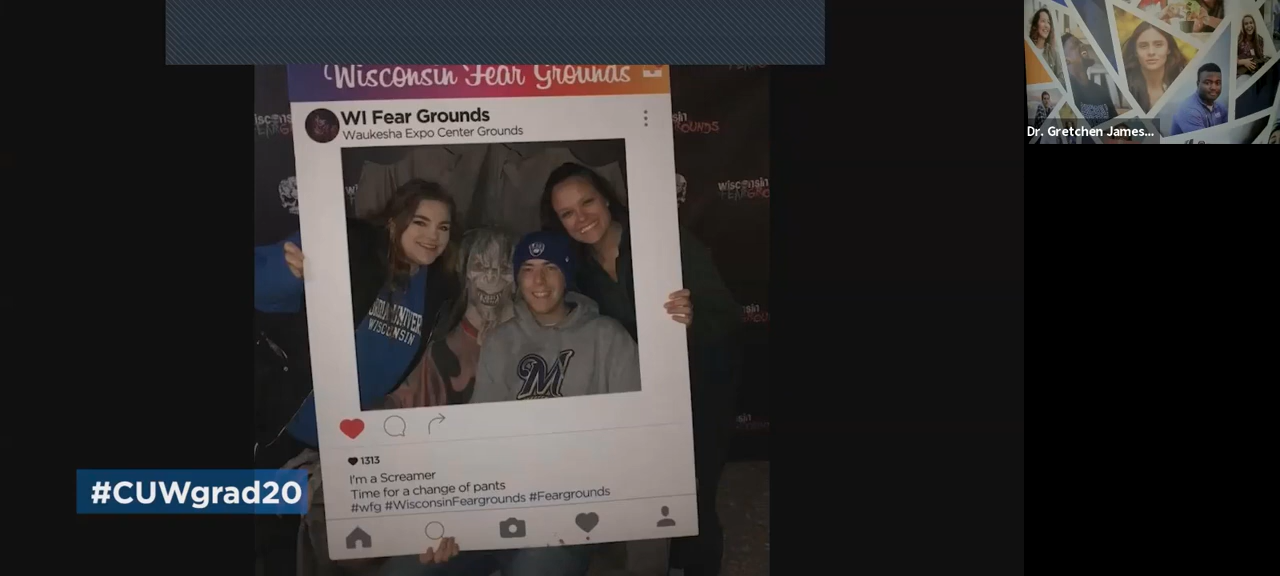 Wisconsin Fear Grounds
WI Fear Grounds
Waukesha Expo Center Grounds
Dr. Gretchen James...
WISCONSIN
M
1313
I'm a Screamer
Time for a change of pants
#wfg #WisconsinFeargrounds #Feargrounds
#CUWgrad20